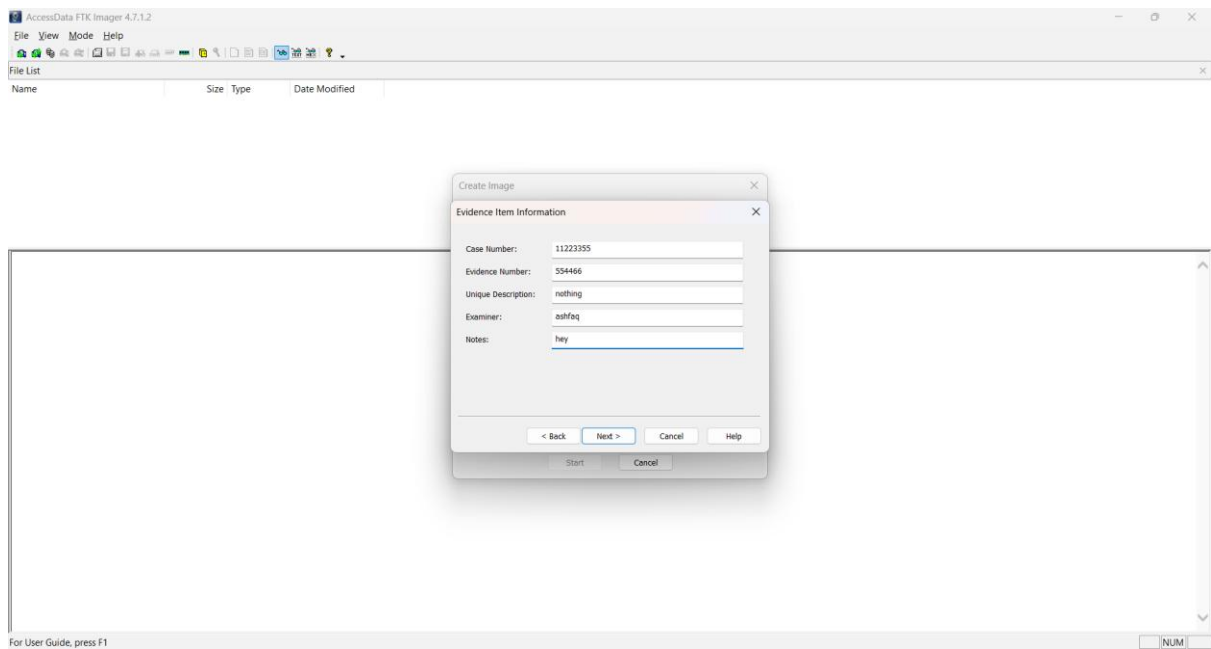 AccessData FTK Imager 4.7.1.2
File View Mode Help
File List
Name Size Type Date Modified
Create Image
Evidence Item Information
Case Number: 11223355
Evidence Number: 554466
Unique Description: nothing
Examiner: ashfaq
Notes: hey
< Back Next > Cancel Help
Start Cancel
For User Guide, press F1 NUM